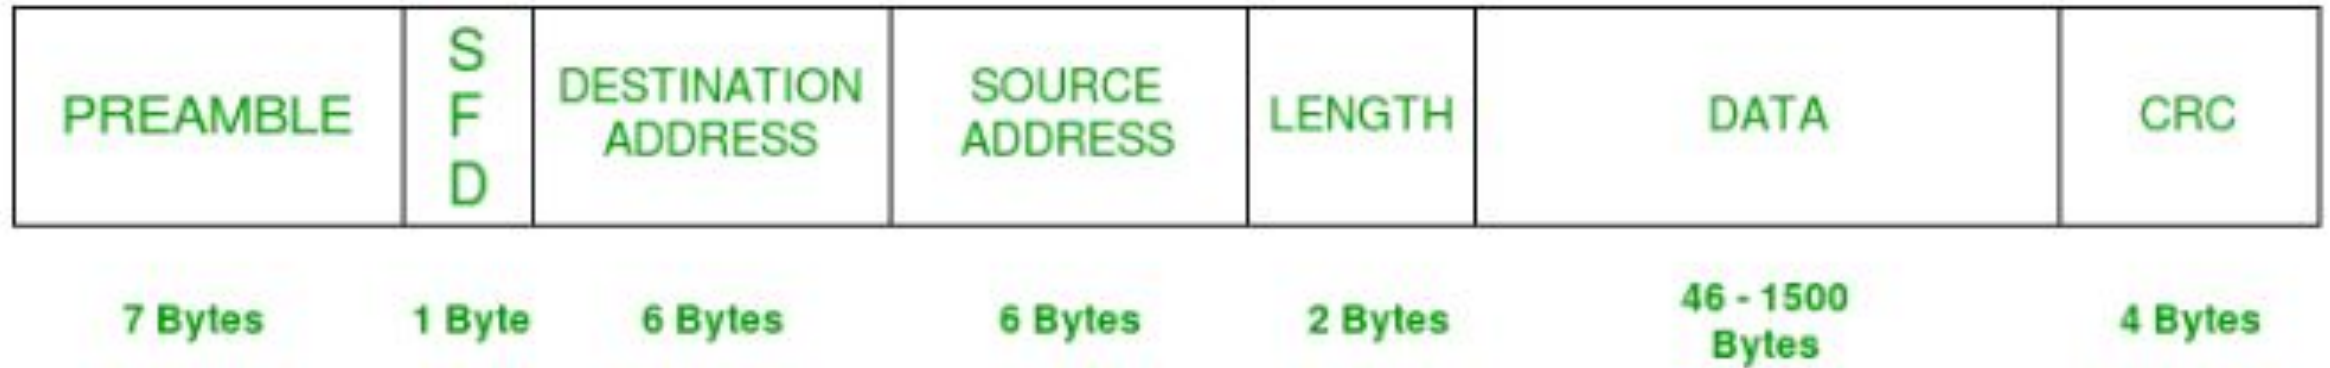 PREAMBLE
S
F
D
DESTINATION
ADDRESS
SOURCE
ADDRESS
LENGTH
DATA
CRC
7 Bytes
1 Byte
6 Bytes
6 Bytes
2 Bytes
46 - 1500
Bytes
4 Bytes